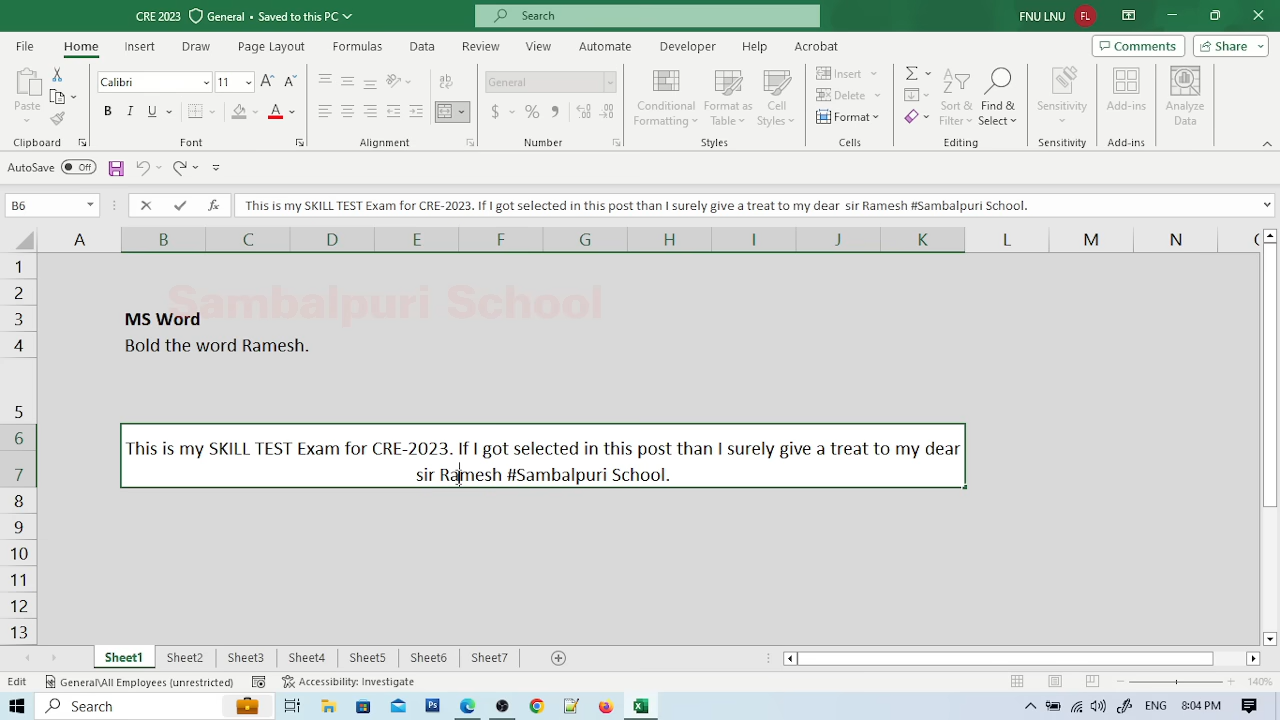 CRE 2023 General • Saved to this PC
Search
FNU LNU FL
File Home Insert Draw Page Layout Formulas Data Review View Automate Developer Help Acrobat
Comments Share
Paste
Calibri 11
B I U A
ab
General
$ % 9
Conditional Formatting
Format as Table
Cell Styles
Insert
Delete
Format
Sort & Filter
Find & Select
Sensitivity
Add-ins
Analyze Data
Clipboard Font Alignment Number Styles Cells Editing Sensitivity Add-ins
AutoSave Off
B6 fx This is my SKILL TEST Exam for CRE-2023. If I got selected in this post than I surely give a treat to my dear sir Ramesh #Sambalpuri School.
A B C D E F G H I J K L M N
1
2
3
4
5
6
7
8
9
10
11
12
13
Sambalpuri School
MS Word
Bold the word Ramesh.
This is my SKILL TEST Exam for CRE-2023. If I got selected in this post than I surely give a treat to my dear
sir Ramesh #Sambalpuri School.
Sheet1 Sheet2 Sheet3 Sheet4 Sheet5 Sheet6 Sheet7
Edit General\All Employees (unrestricted) Accessibility: Investigate 140%
Search ENG 8:04 PM